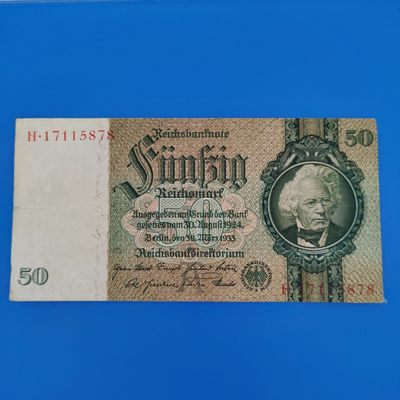 H·17115878
Reichsbanknote
50
Fünfzig
Reichsmark
Ausgegeben auf Grund des Bank
gesetzes vom 30. August 1924
Berlin, den 30. März 1933
Reichsbankdirektorium
50
H·17115878